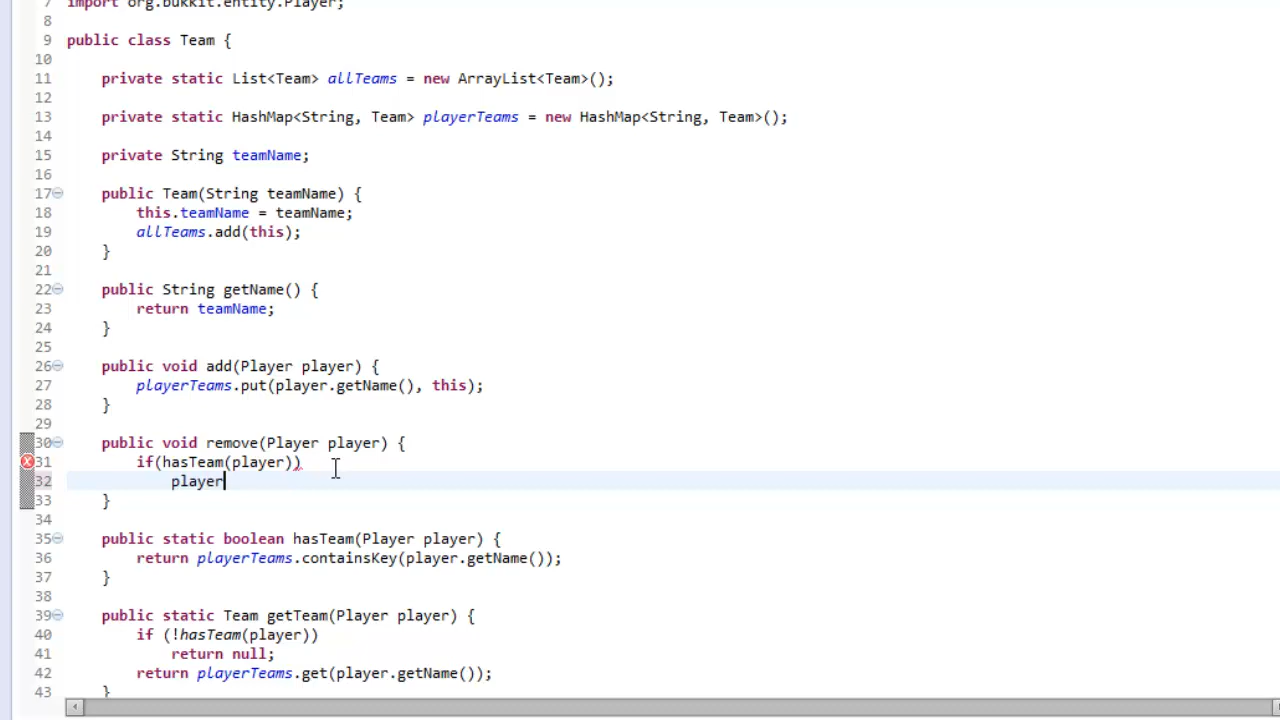 7 import org.bukkit.entity.Player;
8
9 public class Team {
10
11 private static List<Team> allTeams = new ArrayList<Team>();
12
13 private static HashMap<String, Team> playerTeams = new HashMap<String, Team>();
14
15 private String teamName;
16
17 public Team(String teamName) {
18 this.teamName = teamName;
19 allTeams.add(this);
20 }
21
22 public String getName() {
23 return teamName;
24 }
25
26 public void add(Player player) {
27 playerTeams.put(player.getName(), this);
28 }
29
30 public void remove(Player player) {
31 if(hasTeam(player))
32 player
33 }
34
35 public static boolean hasTeam(Player player) {
36 return playerTeams.containsKey(player.getName());
37 }
38
39 public static Team getTeam(Player player) {
40 if (!hasTeam(player))
41 return null;
42 return playerTeams.get(player.getName());
43 }